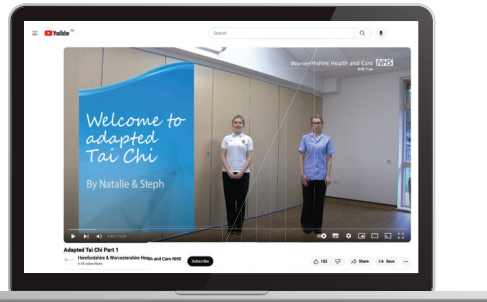 YouTube
Search
Worcestershire Health and Care NHS
NHS Trust
Welcome to
adapted
Tai Chi
By Natalie & Steph
Adapted Tai Chi Part 1
Herefordshire & Worcestershire Health and Care NHS
Subscribe
122
Share
Save